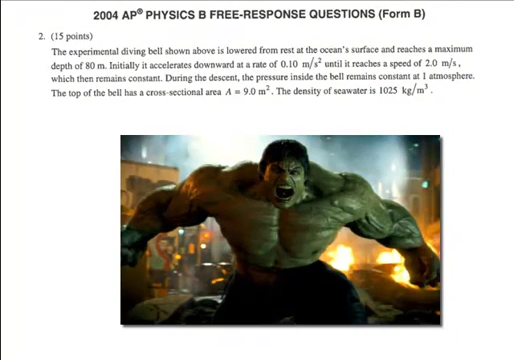 2004 AP® PHYSICS B FREE-RESPONSE QUESTIONS (Form B)
2. (15 points)
The experimental diving bell shown above is lowered from rest at the ocean's surface and reaches a maximum
depth of 80 m. Initially it accelerates downward at a rate of 0.10 m/s² until it reaches a speed of 2.0 m/s,
which then remains constant. During the descent, the pressure inside the bell remains constant at 1 atmosphere.
The top of the bell has a cross-sectional area A = 9.0 m². The density of seawater is 1025 kg/m³.